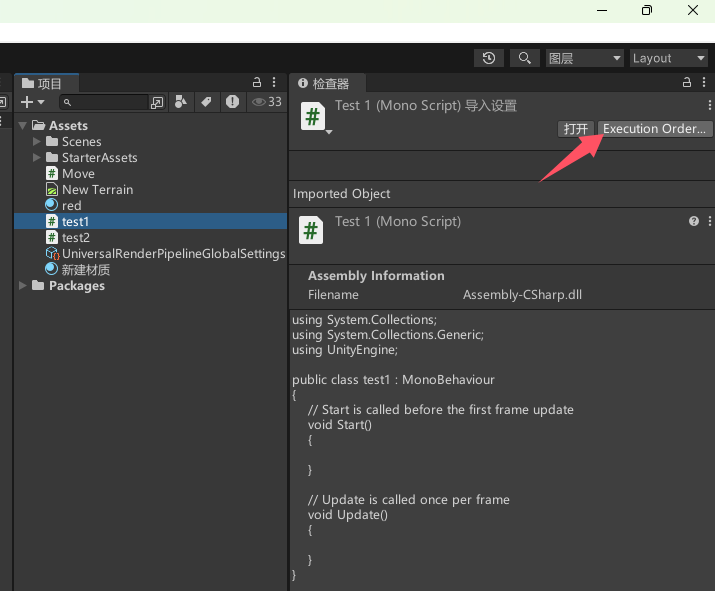 图层
Layout
项目
检查器
33
Test 1 (Mono Script) 导入设置
打开
Execution Order...
Assets
Scenes
StarterAssets
Move
New Terrain
red
test1
test2
UniversalRenderPipelineGlobalSettings
新建材质
Packages
Imported Object
Test 1 (Mono Script)
Assembly Information
Filename Assembly-CSharp.dll
using System.Collections;
using System.Collections.Generic;
using UnityEngine;
public class test1 : MonoBehaviour
{
// Start is called before the first frame update
void Start()
{
}
// Update is called once per frame
void Update()
{
}
}